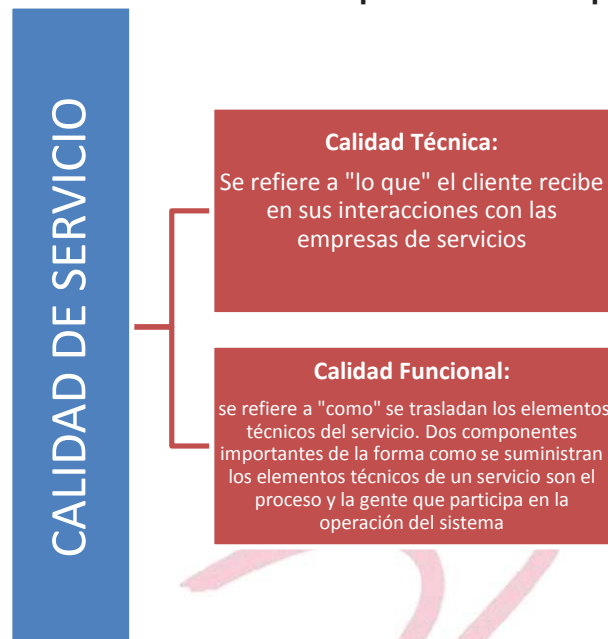 CALIDAD DE SERVICIO
Calidad Técnica:
Se refiere a "lo que" el cliente recibe
en sus interacciones con las
empresas de servicios
Calidad Funcional:
se refiere a "como" se trasladan los elementos
técnicos del servicio. Dos componentes
importantes de la forma como se suministran
los elementos técnicos de un servicio son el
proceso y la gente que participa en la
operación del sistema